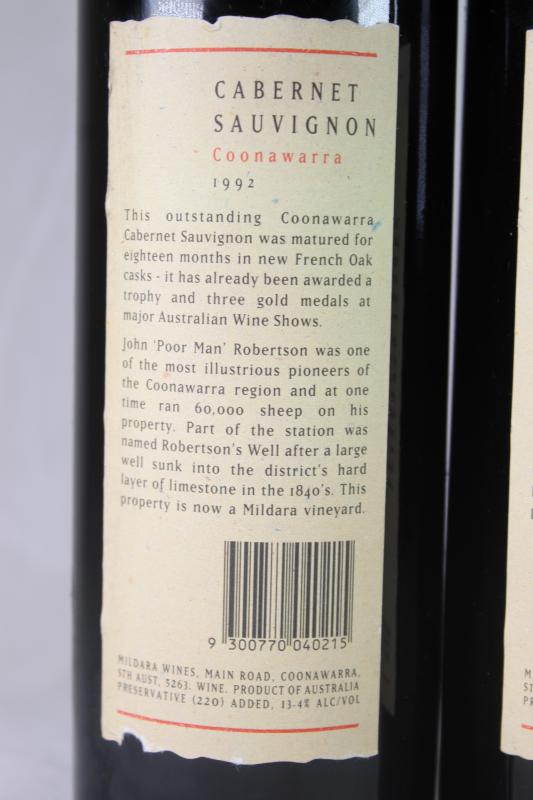 CABERNET
SAUVIGNON
Coonawarra
1992
This outstanding Coonawarra
Cabernet Sauvignon was matured for
eighteen months in new French Oak
casks - it has already been awarded a
trophy and three gold medals at
major Australian Wine Shows.
John 'Poor Man' Robertson was one
of the most illustrious pioneers of
the Coonawarra region and at one
time ran 60,000 sheep on his
property. Part of the station was
named Robertson's Well after a large
well sunk into the district's hard
layer of limestone in the 1840's. This
property is now a Mildara vineyard.
9 300770 040215
MILDARA WINES, MAIN ROAD, COONAWARRA,
STH AUST, 5263. WINE. PRODUCT OF AUSTRALIA
PRESERVATIVE (220) ADDED, 13·4% ALC/VOL